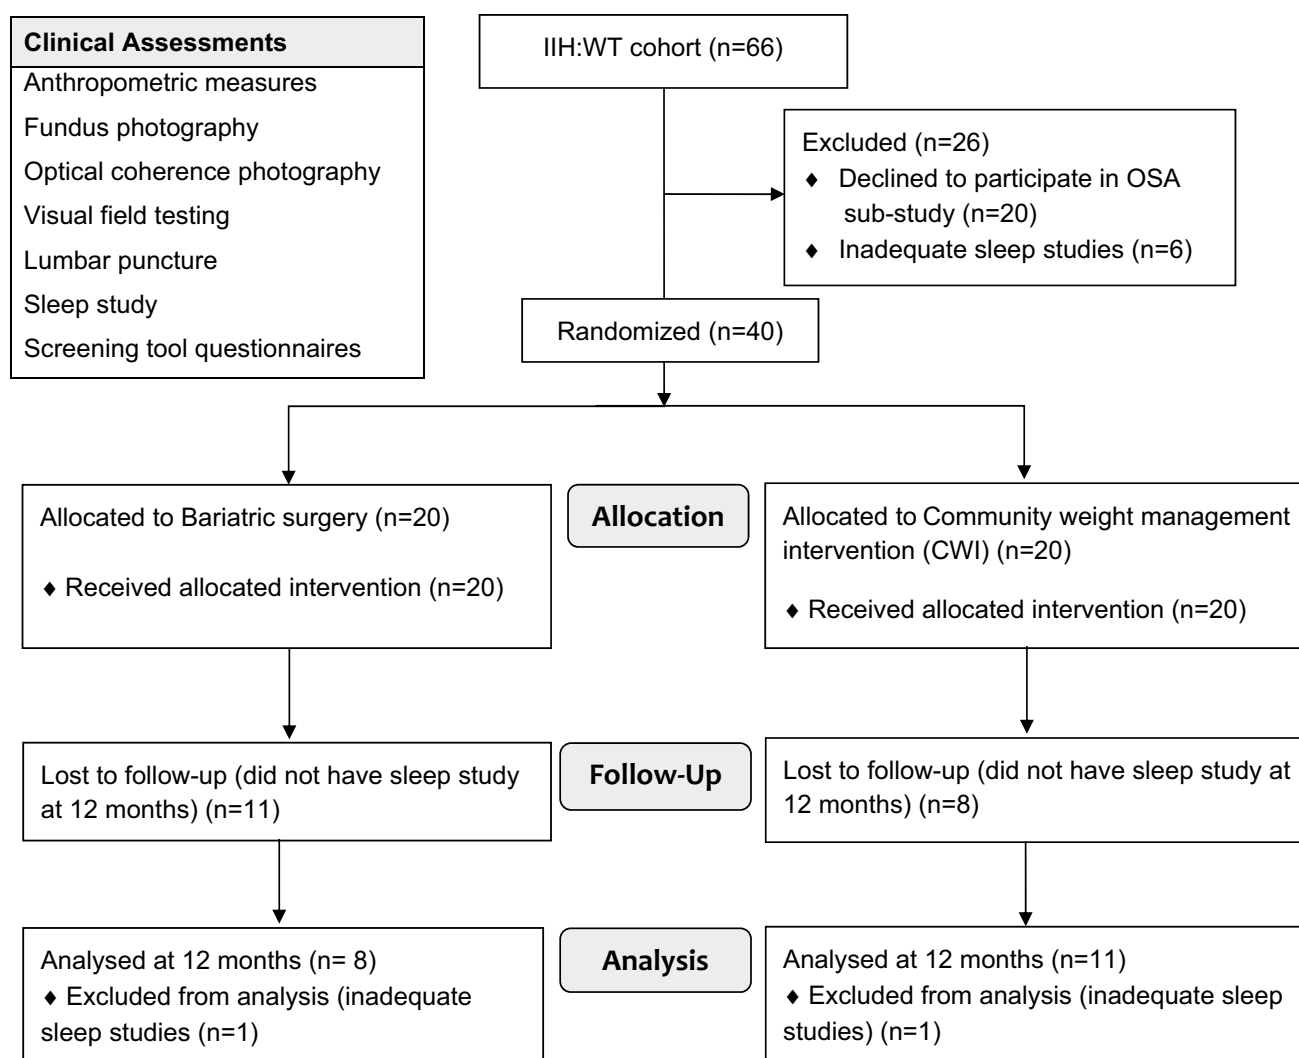 Clinical Assessments
Anthropometric measures
Fundus photography
Optical coherence photography
Visual field testing
Lumbar puncture
Sleep study
Screening tool questionnaires
IIH:WT cohort (n=66)
Excluded (n=26)
♦ Declined to participate in OSA
sub-study (n=20)
♦ Inadequate sleep studies (n=6)
Randomized (n=40)
Allocated to Bariatric surgery (n=20)
♦ Received allocated intervention (n=20)
Allocation
Allocated to Community weight management
intervention (CWI) (n=20)
♦ Received allocated intervention (n=20)
Lost to follow-up (did not have sleep study
at 12 months) (n=11)
Follow-Up
Lost to follow-up (did not have sleep study at
12 months) (n=8)
Analysed at 12 months (n= 8)
♦ Excluded from analysis (inadequate
sleep studies (n=1)
Analysis
Analysed at 12 months (n=11)
♦ Excluded from analysis (inadequate sleep
studies) (n=1)